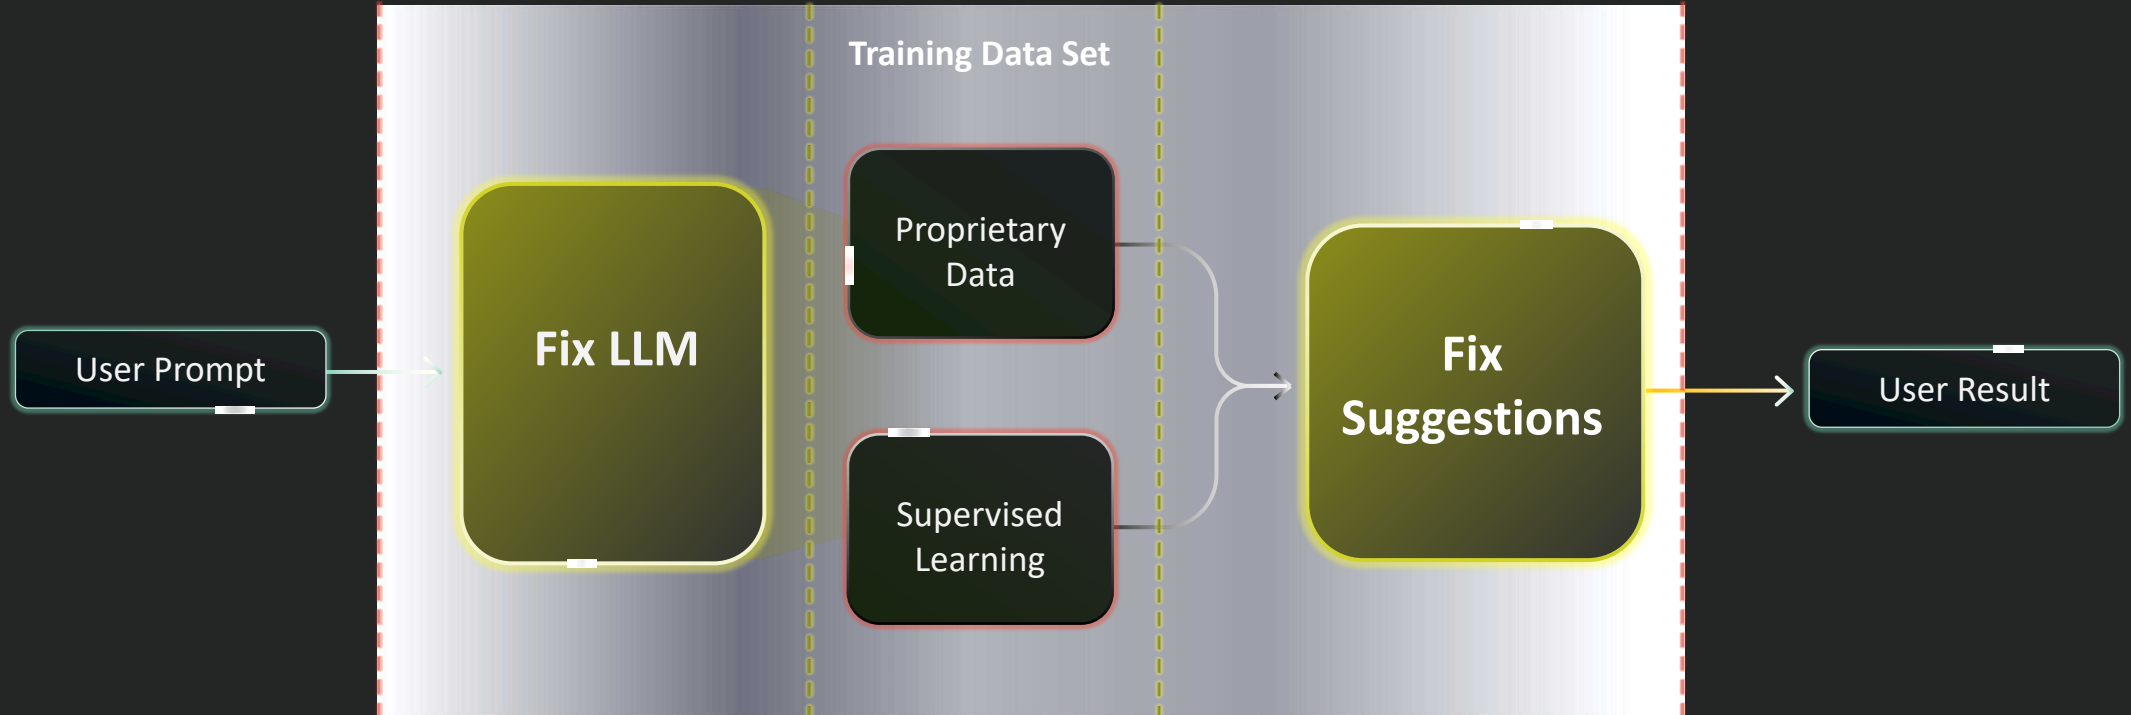 Training Data Set
User Prompt
Fix LLM
Proprietary
Data
Supervised
Learning
Fix
Suggestions
User Result